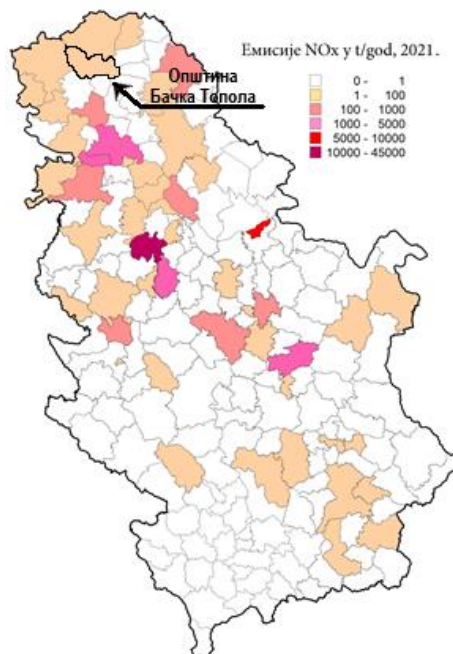 Емисије NOx у t/god, 2021.
0 - 1
1 - 100
100 - 1000
1000 - 5000
5000 - 10000
10000 - 45000
Општина
Бачка Топола